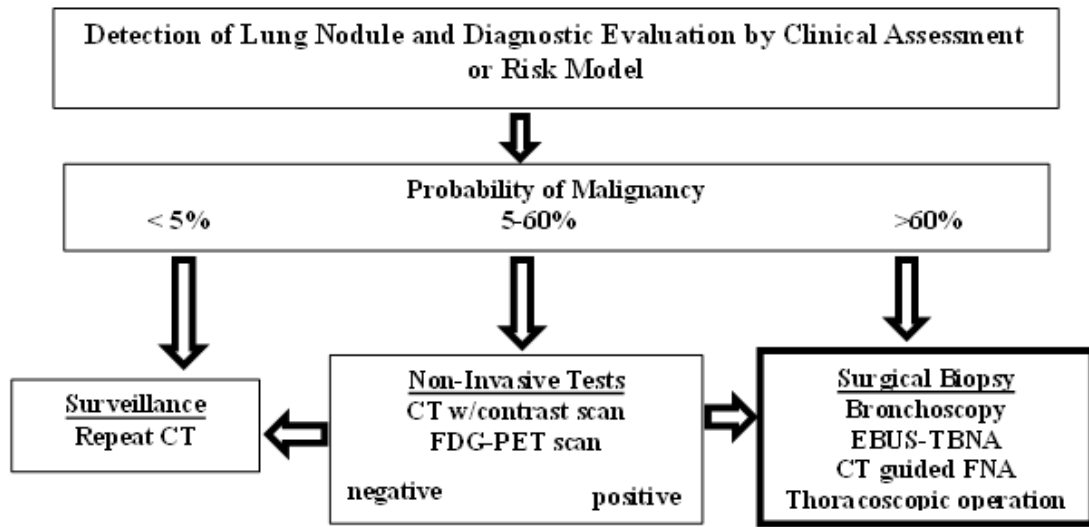 Detection of Lung Nodule and Diagnostic Evaluation by Clinical Assessment
or Risk Model
Probability of Malignancy
< 5% 5-60% >60%
Surveillance
Repeat CT
Non-Invasive Tests
CT w/contrast scan
FDG-PET scan
negative positive
Surgical Biopsy
Bronchoscopy
EBUS-TBNA
CT guided FNA
Thoracoscopic operation